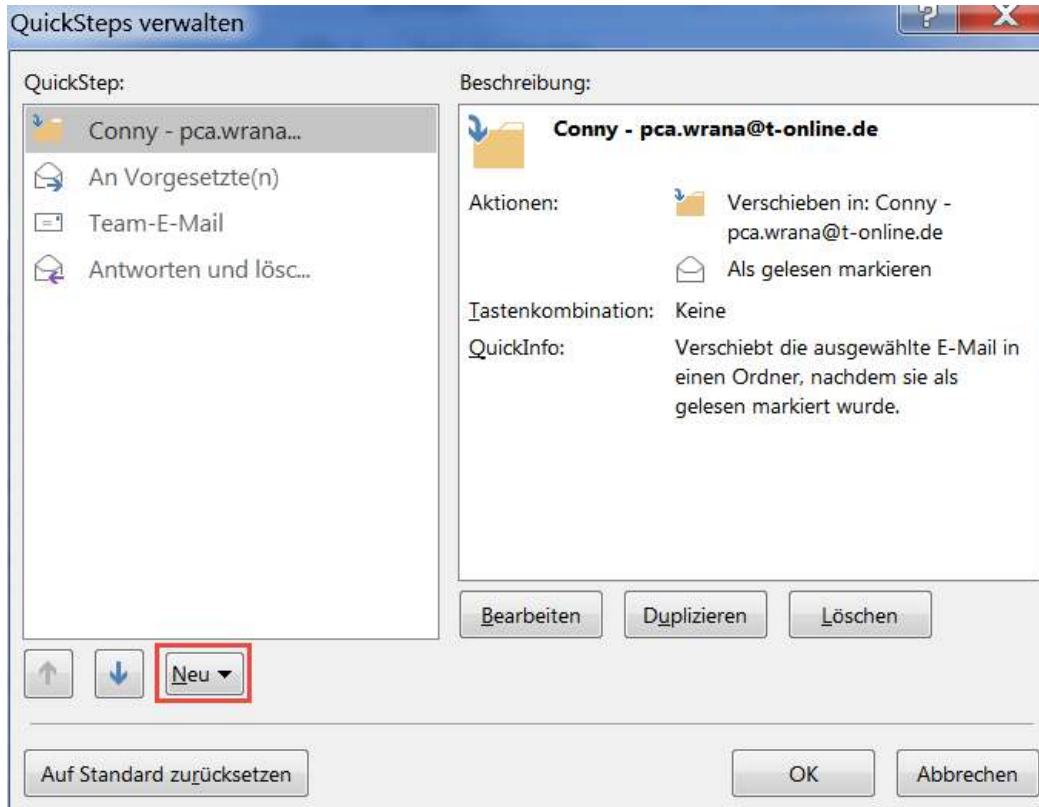 QuickSteps verwalten
QuickStep:
Conny - pca.wrana...
An Vorgesetzte(n)
Team-E-Mail
Antworten und lösc...
Neu
Beschreibung:
Conny - pca.wrana@t-online.de
Aktionen:
Verschieben in: Conny -
pca.wrana@t-online.de
Als gelesen markieren
Tastenkombination: Keine
QuickInfo: Verschiebt die ausgewählte E-Mail in
einen Ordner, nachdem sie als
gelesen markiert wurde.
Bearbeiten Duplizieren Löschen
Auf Standard zurücksetzen OK Abbrechen